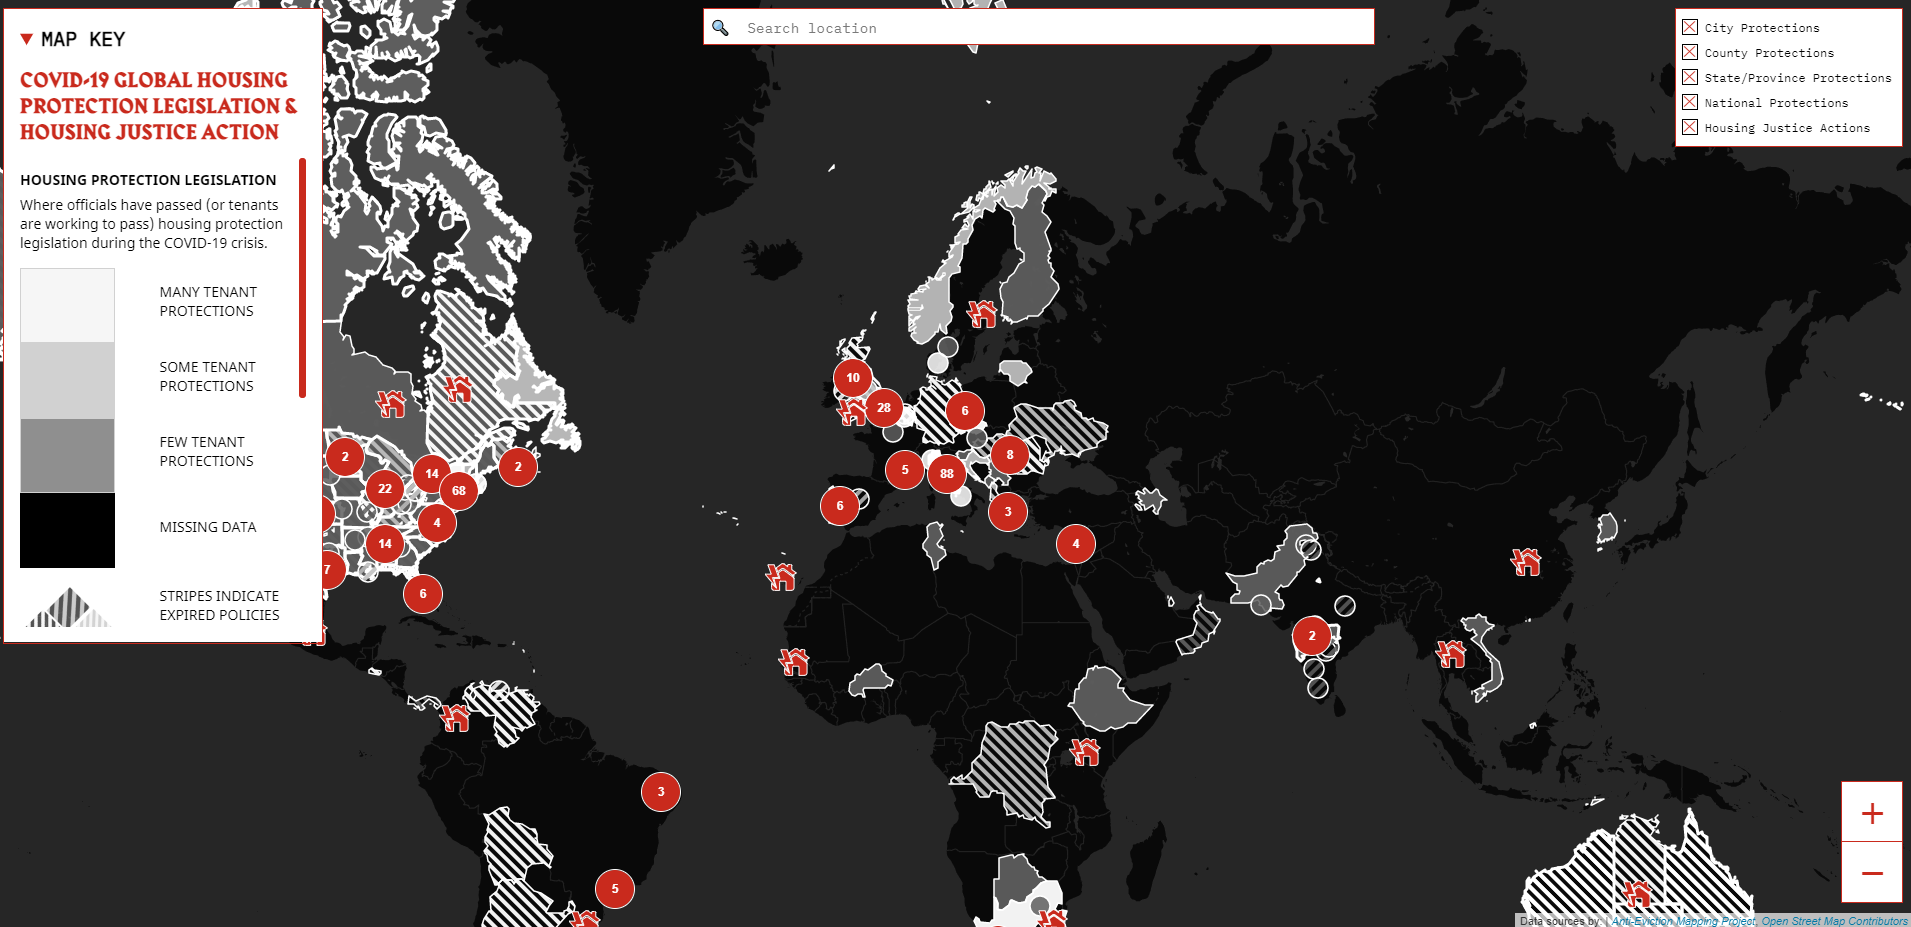 MAP KEY
COVID-19 GLOBAL HOUSING
PROTECTION LEGISLATION &
HOUSING JUSTICE ACTION
HOUSING PROTECTION LEGISLATION
Where officials have passed (or tenants
are working to pass) housing protection
legislation during the COVID-19 crisis.
MANY TENANT
PROTECTIONS
SOME TENANT
PROTECTIONS
FEW TENANT
PROTECTIONS
MISSING DATA
STRIPES INDICATE
EXPIRED POLICIES
Search location
City Protections
County Protections
State/Province Protections
National Protections
Housing Justice Actions
10
28
6
2
14
2
22
68
5
88
8
6
3
4
14
4
7
6
2
3
5
+
−
Data sources by: | Anti-Eviction Mapping Project, Open Street Map Contributors